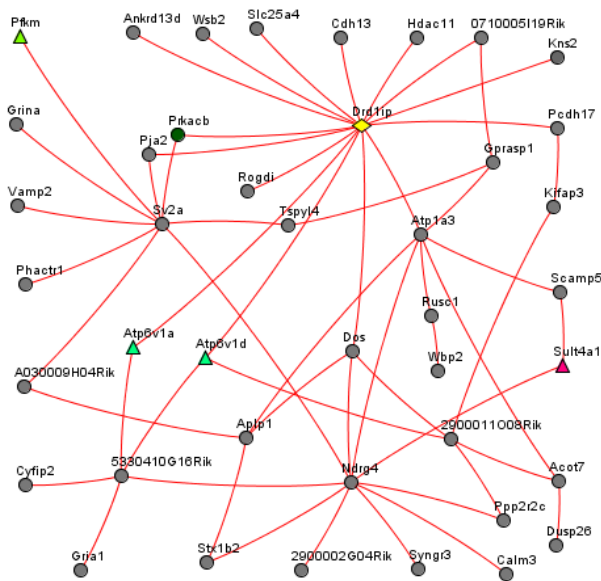 Pfkm
Ankrd13d
Wsb2
Slc25a4
Cdh13
Hdac11
0710005I19Rik
Kns2
Grina
Prkacb
Pja2
Drd1ip
Pcdh17
Gprasp1
Rogdi
Vamp2
Sv2a
Tspyl4
Atp1a3
Kifap3
Phactr1
Rusc1
Scamp5
Atp6v1a
Atp6v1d
Dos
Wbp2
Sult4a1
A030009H04Rik
Aplp1
2900011O08Rik
Cyfip2
5330410G16Rik
Ndrg4
Acot7
Ppp2r2c
Gria1
Stx1b2
2900002G04Rik
Syngr3
Calm3
Dusp26